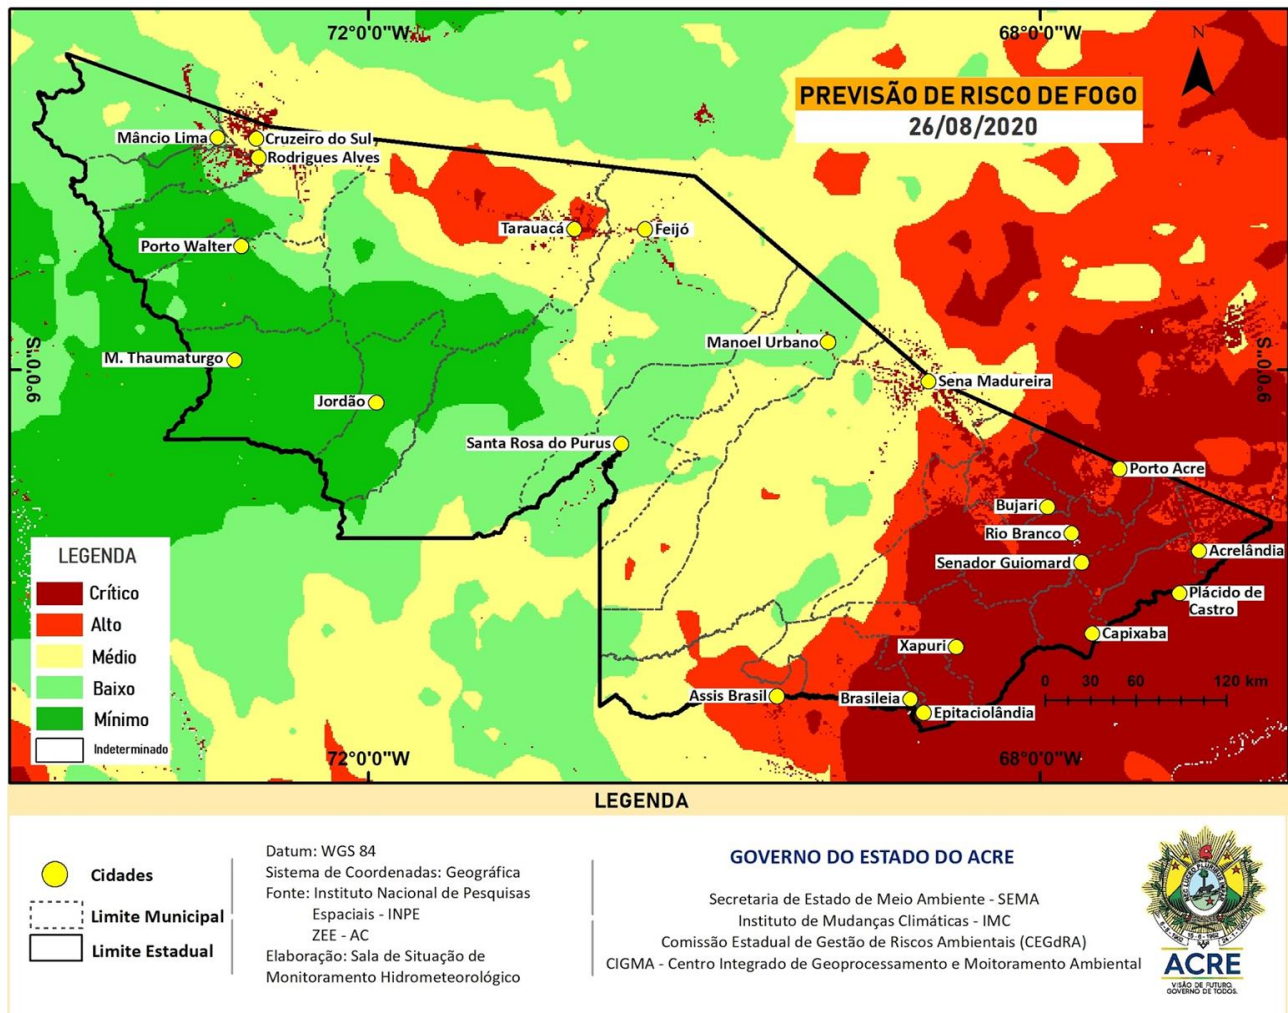 72°0'0"W
68°0'0"W
N
PREVISÃO DE RISCO DE FOGO
26/08/2020
Mâncio Lima
Cruzeiro do Sul
Rodrigues Alves
Tarauacá
Feijó
Porto Walter
Manoel Urbano
9°0'0"S
9°0'0"S
M. Thaumaturgo
Sena Madureira
Jordão
Santa Rosa do Purus
Porto Acre
Bujari
Rio Branco
Acrelândia
Senador Guiomard
Plácido de
Castro
Capixaba
Xapuri
Assis Brasil
Brasileia
Epitaciolândia
0 30 60 120 km
LEGENDA
Crítico
Alto
Médio
Baixo
Mínimo
Indeterminado
72°0'0"W
68°0'0"W
LEGENDA
Cidades
Limite Municipal
Limite Estadual
Datum: WGS 84
Sistema de Coordenadas: Geográfica
Fonte: Instituto Nacional de Pesquisas
Espaciais - INPE
ZEE - AC
Elaboração: Sala de Situação de
Monitoramento Hidrometeorológico
GOVERNO DO ESTADO DO ACRE
Secretaria de Estado de Meio Ambiente - SEMA
Instituto de Mudanças Climáticas - IMC
Comissão Estadual de Gestão de Riscos Ambientais (CEGdRA)
CIGMA - Centro Integrado de Geoprocessamento e Moitoramento Ambiental
ACRE
VISÃO DE FUTURO.
GOVERNO DE TODOS.